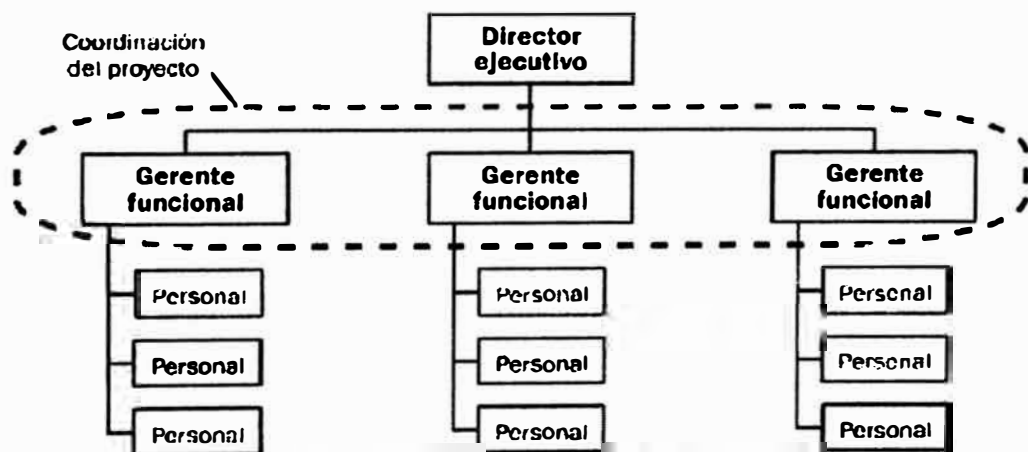 Coordinación
del proyecto
Director
ejecutivo
Gerente
funcional
Gerente
funcional
Gerente
funcional
Personal
Personal
Personal
Personal
Personal
Personal
Personal
Personal
Personal